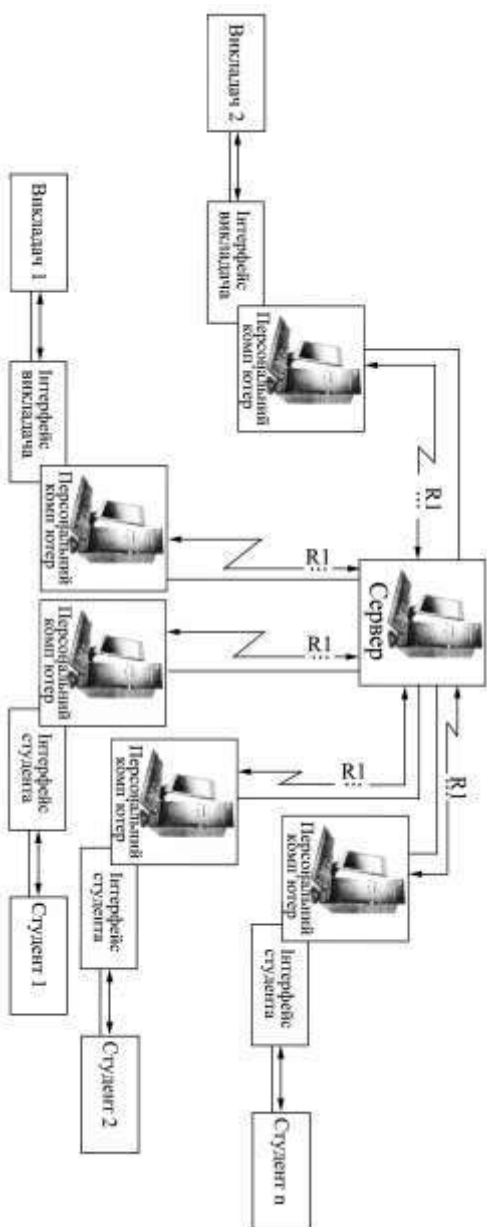 R1
R1
Сервер
R1
R1
R1
Персональний
комп ютер
Персональний
комп ютер
Інтерфейс
викладача
Викладач 2
Інтерфейс
студента
Студент n
Персональний
комп ютер
Інтерфейс
студента
Студент 2
Персональний
комп ютер
Персональний
комп ютер
Викладач 1
Інтерфейс
викладача
Інтерфейс
студента
Студент 1